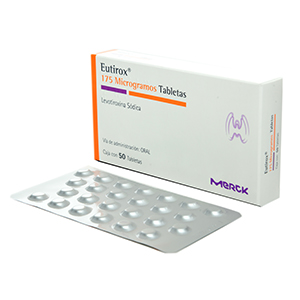 Eutirox®
175 Microgramos Tabletas
Levotiroxina Sódica
Vía de administración: ORAL
Caja con 50 Tabletas
MERCK